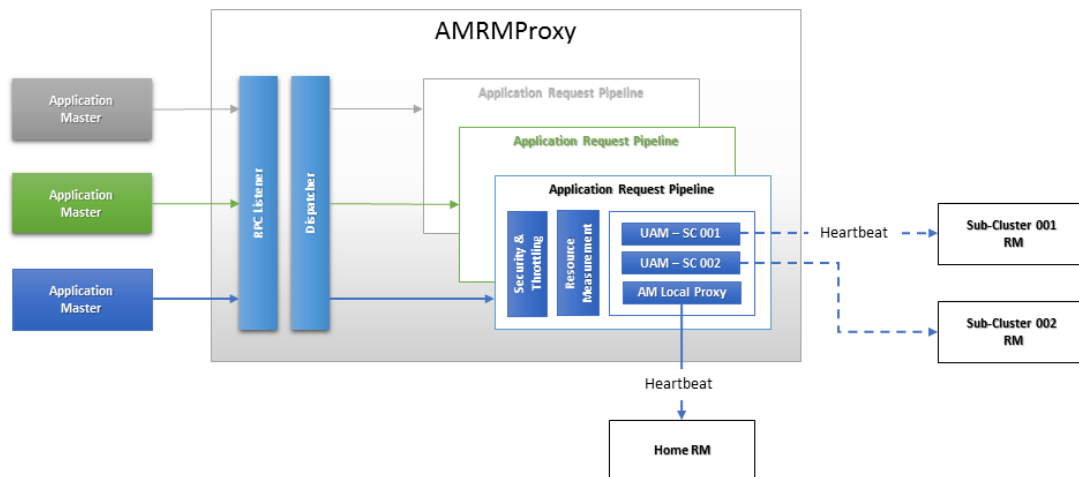 AMRMProxy
Application
Master
Application
Master
Application
Master
RPC Listener
Dispatcher
Application Request Pipeline
Application Request Pipeline
Application Request Pipeline
Security &
Throttling
Resource
Measurement
UAM – SC 001
UAM – SC 002
AM Local Proxy
Heartbeat
Sub-Cluster 001
RM
Sub-Cluster 002
RM
Heartbeat
Home RM